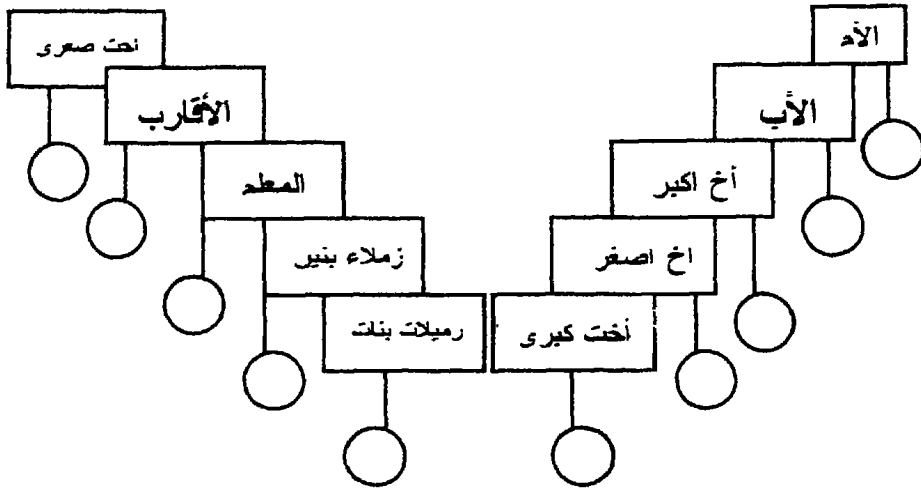 الأم
الأب
أخ اكبر
اخ اصغر
أخت كبرى
اخت صغرى
الأقارب
المعلم
زملاء بنين
زميلات بنات